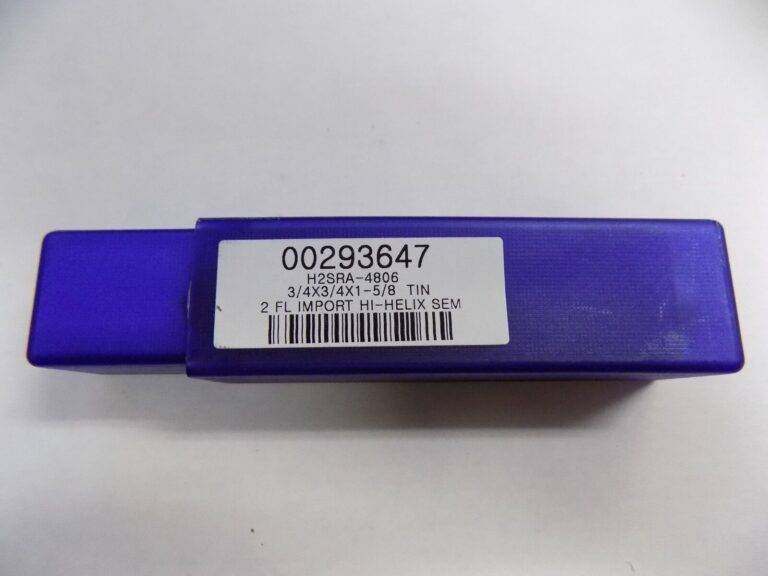 00293647
H2SRA-4806
3/4X3/4X1-5/8 TIN
2 FL IMPORT HI-HELIX SEM